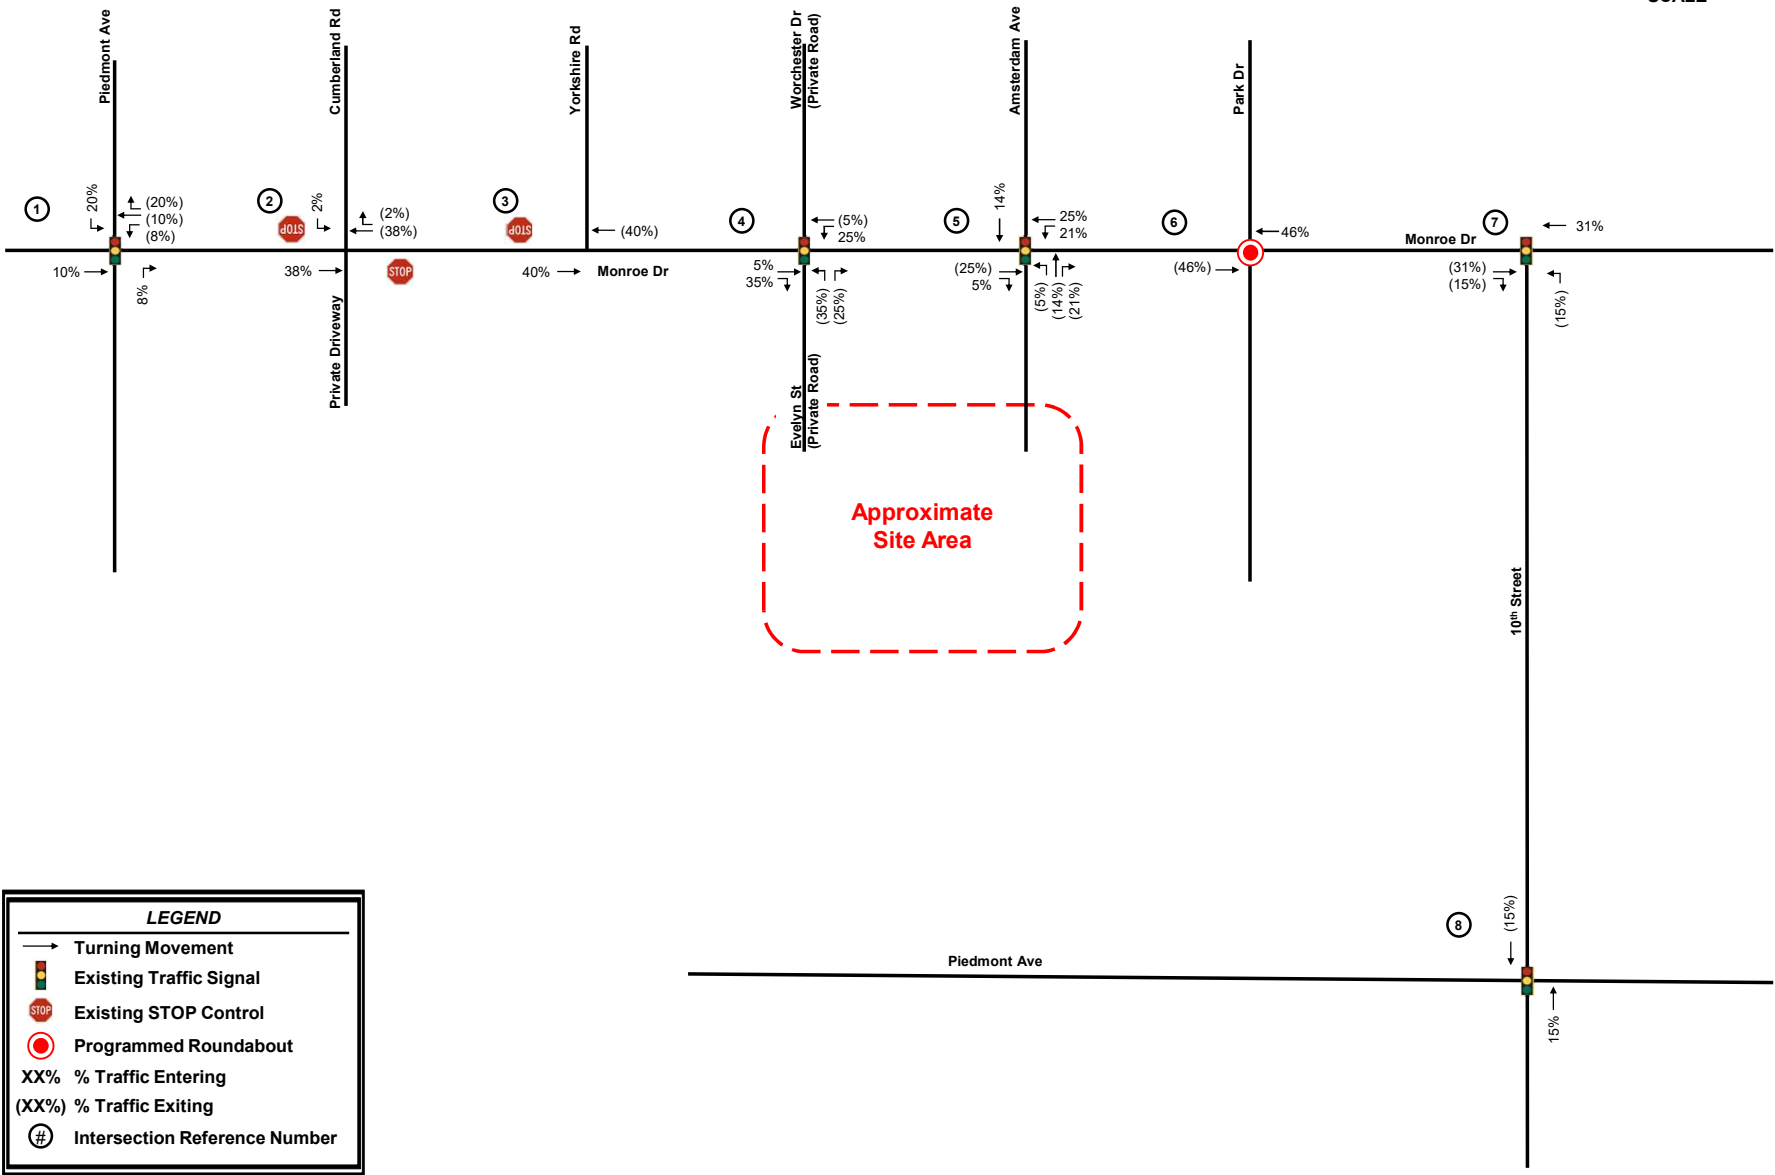 Piedmont Ave
Cumberland Rd
Yorkshire Rd
Worchester Dr
(Private Road)
Amsterdam Ave
Park Dr
1
20%
(20%)
(10%)
(8%)
10%
8%
2
STOP
2%
(2%)
(38%)
38%
STOP
Private Driveway
3
STOP
(40%)
40%
Monroe Dr
4
(5%)
25%
5%
35%
(35%)
(25%)
Evelyn St
(Private Road)
5
14%
25%
21%
(25%)
5%
(5%)
(14%)
(21%)
6
46%
(46%)
Monroe Dr
7
31%
(31%)
(15%)
(15%)
10th Street
Approximate
Site Area
8
(15%)
15%
Piedmont Ave
LEGEND
Turning Movement
Existing Traffic Signal
STOP Existing STOP Control
Programmed Roundabout
XX% % Traffic Entering
(XX%) % Traffic Exiting
# Intersection Reference Number